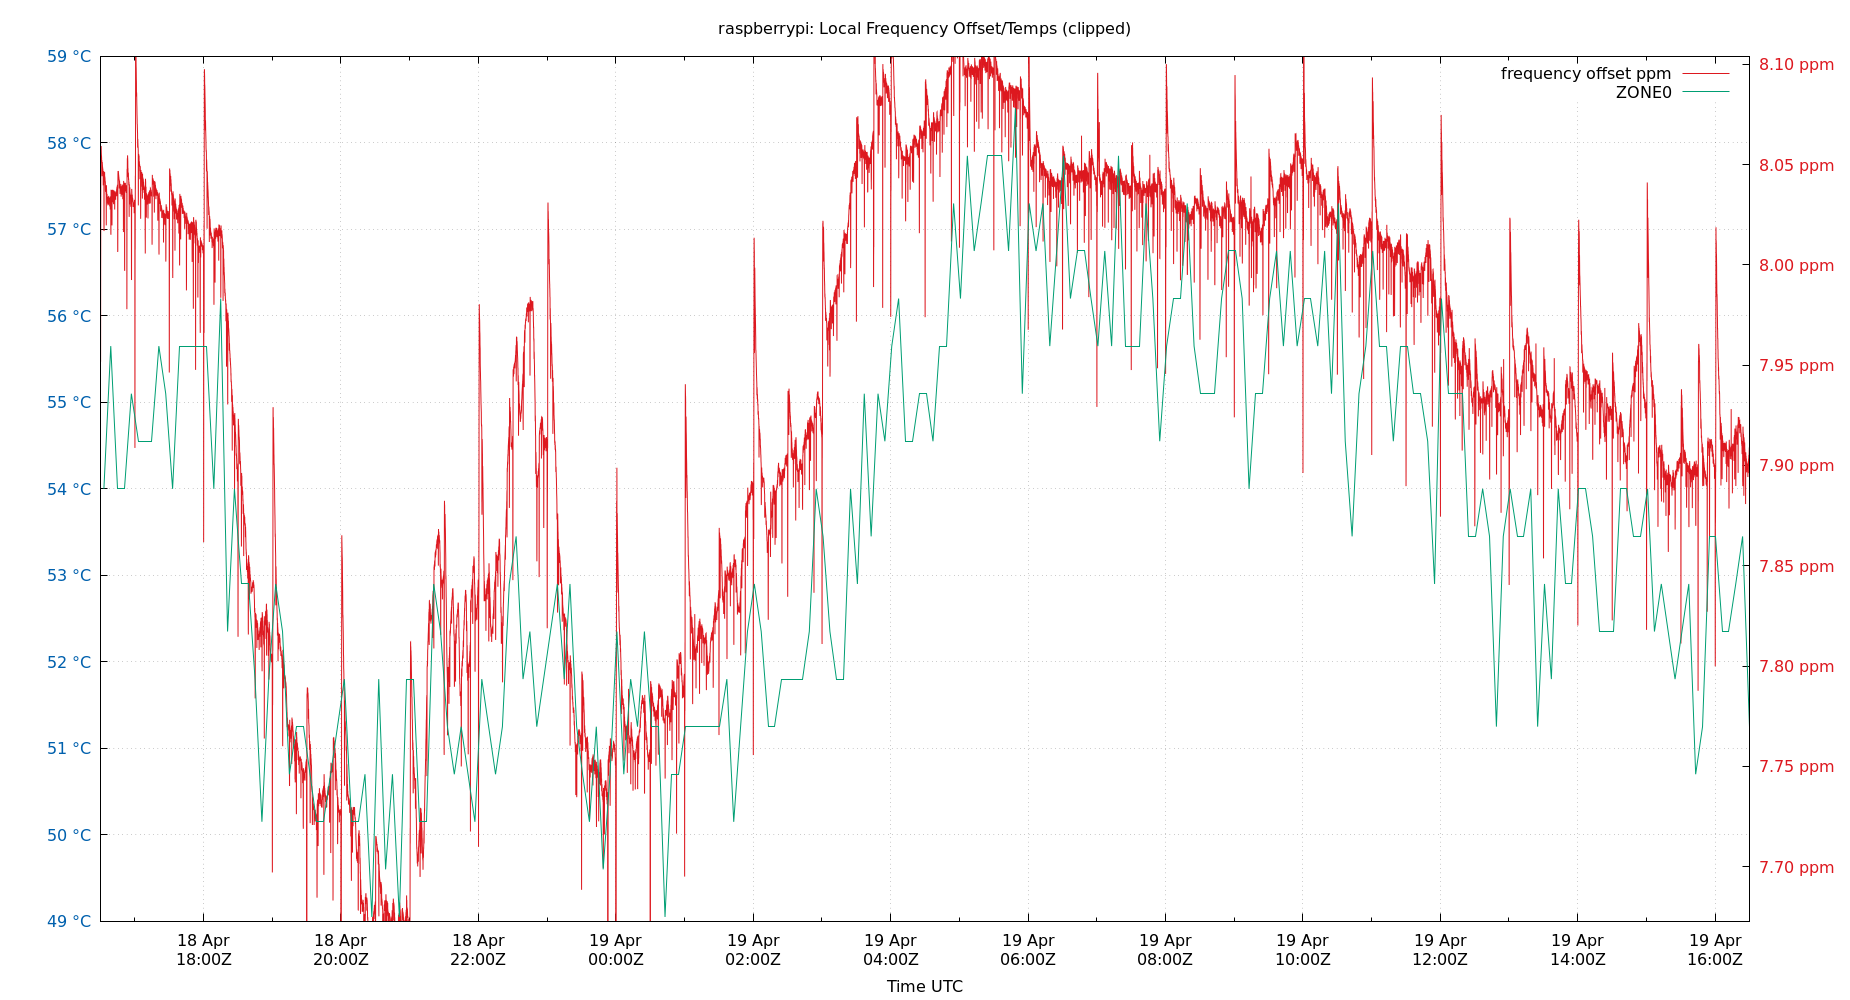 raspberrypi: Local Frequency Offset/Temps (clipped)
frequency offset ppm
ZONE0
59 °C
58 °C
57 °C
56 °C
55 °C
54 °C
53 °C
52 °C
51 °C
50 °C
49 °C
8.10 ppm
8.05 ppm
8.00 ppm
7.95 ppm
7.90 ppm
7.85 ppm
7.80 ppm
7.75 ppm
7.70 ppm
18 Apr
18:00Z
18 Apr
20:00Z
18 Apr
22:00Z
19 Apr
00:00Z
19 Apr
02:00Z
19 Apr
04:00Z
19 Apr
06:00Z
19 Apr
08:00Z
19 Apr
10:00Z
19 Apr
12:00Z
19 Apr
14:00Z
19 Apr
16:00Z
Time UTC